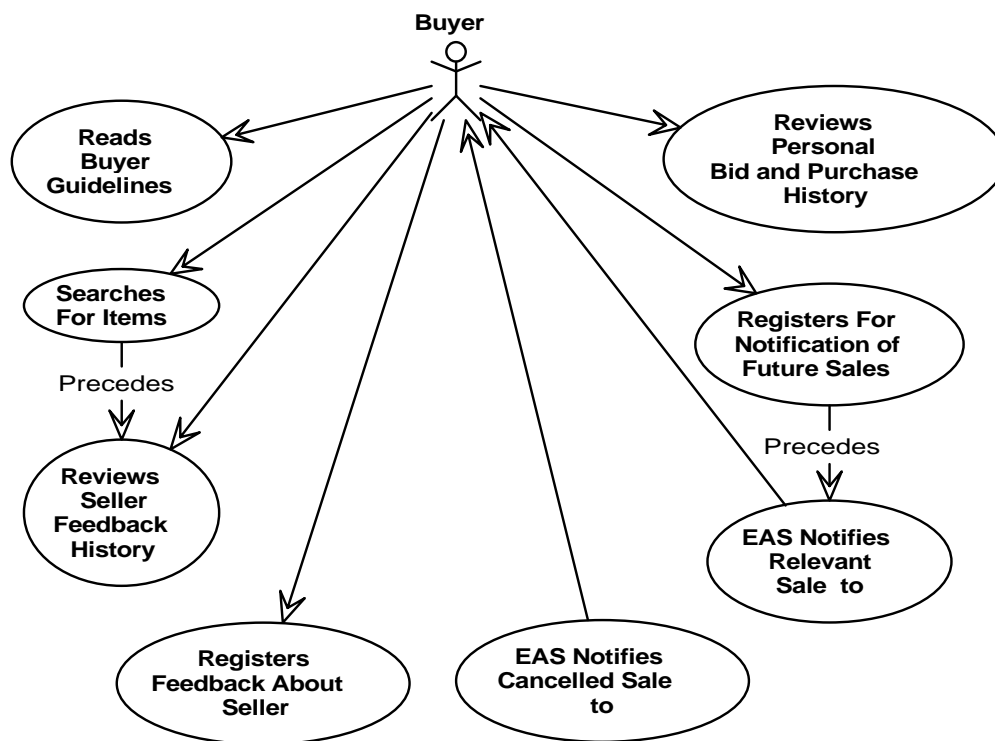 Buyer
Reads
Buyer
Guidelines
Reviews
Personal
Bid and Purchase
History
Searches
For Items
Registers For
Notification of
Future Sales
Precedes
Precedes
Reviews
Seller
Feedback
History
EAS Notifies
Relevant
Sale to
Registers
Feedback About
Seller
EAS Notifies
Cancelled Sale
to